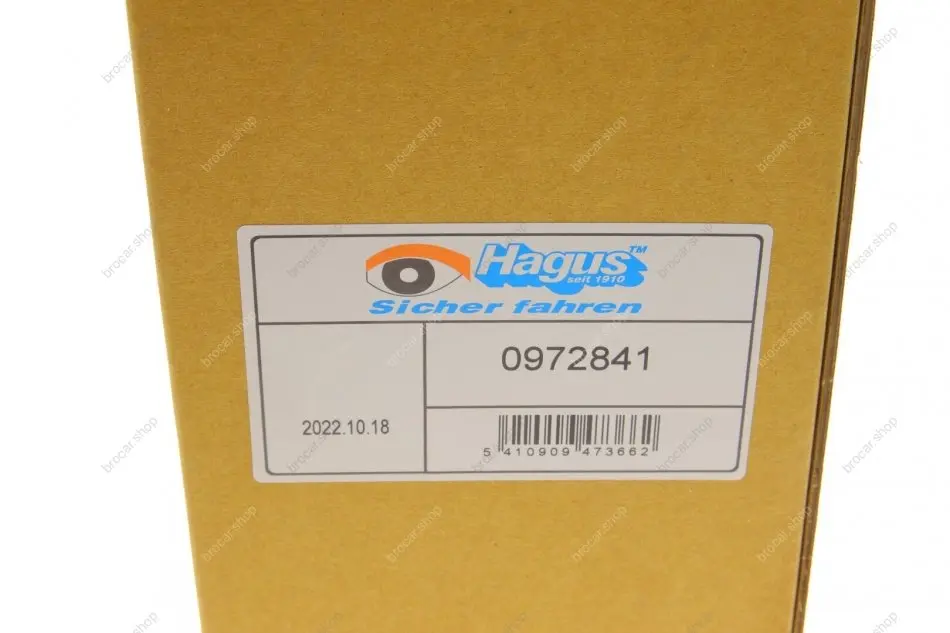 Hagus™
seit 1910
Sicher fahren
0972841
2022.10.18
5 410909 473662
brocar.shop